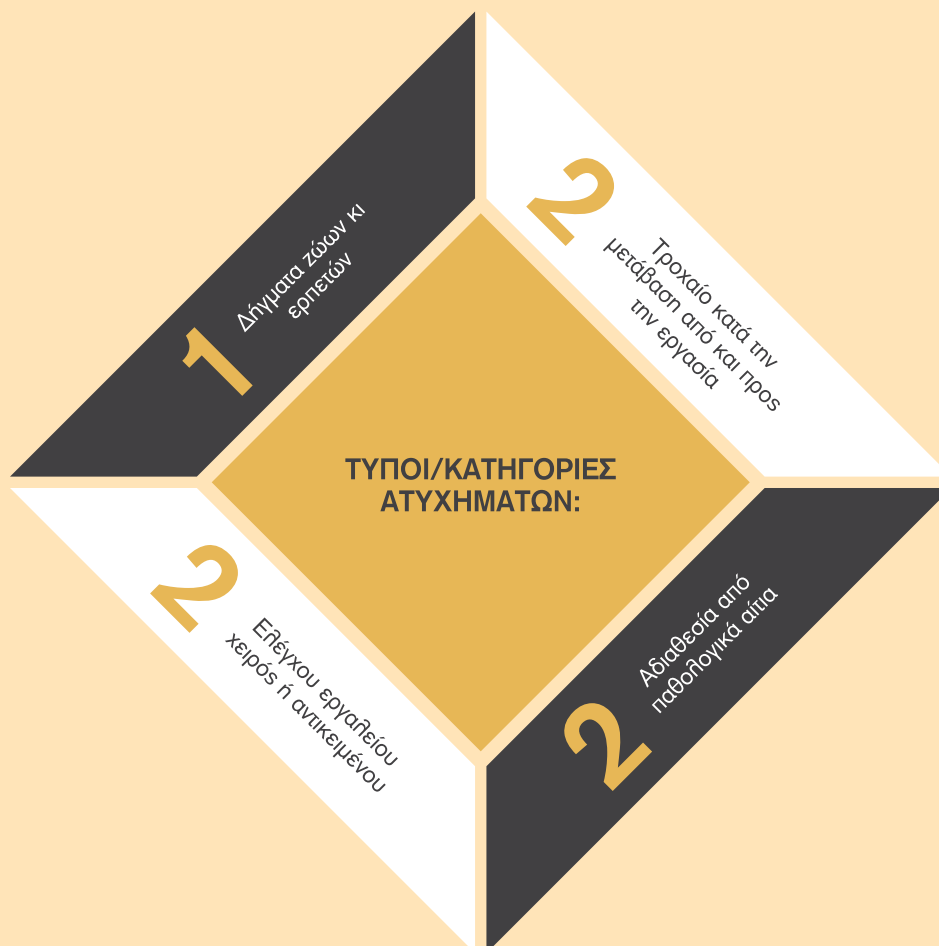 1
Δήγματα ζώων κι
ερπετών
2
Τροχαίο κατά την
μετάβαση από και προς
την εργασία
ΤΥΠΟΙ/ΚΑΤΗΓΟΡΙΕΣ
ΑΤΥΧΗΜΑΤΩΝ:
2
Ελέγχου εργαλείου
χειρός ή αντικειμένου
2
Αδιαθεσία από
παθολογικά αίτια